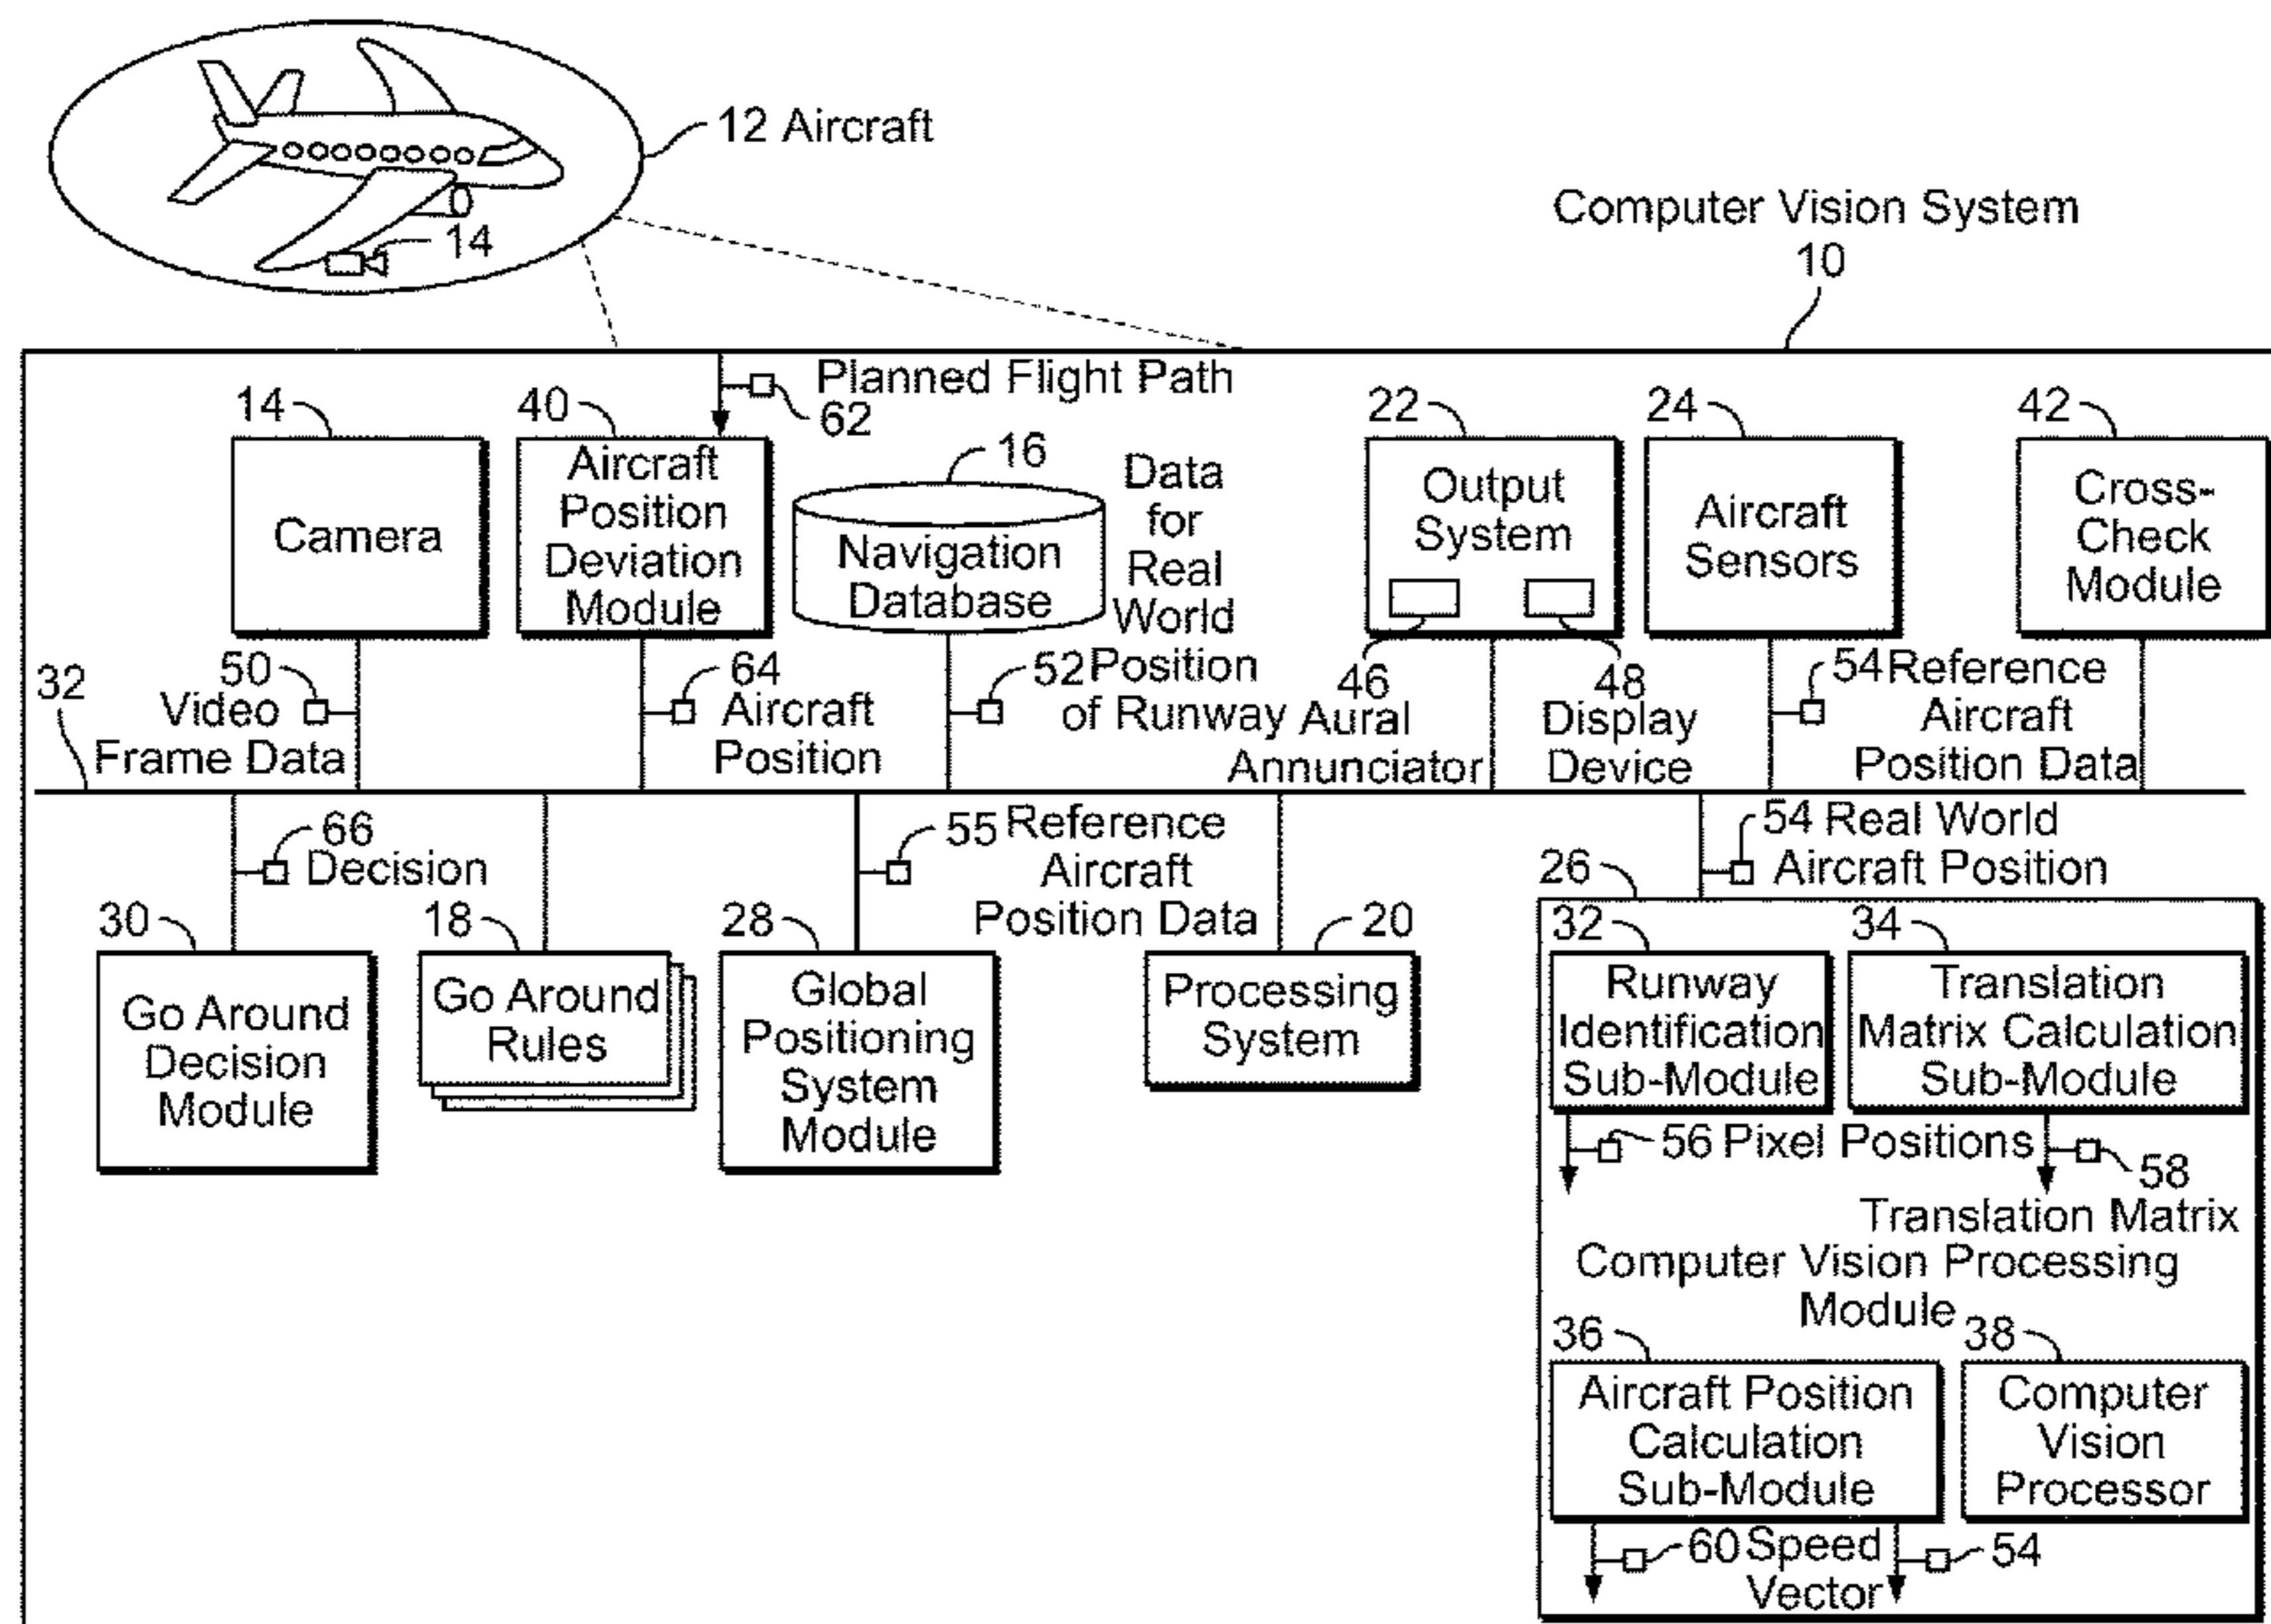 12 Aircraft
14
Computer Vision System
10
Planned Flight Path
62
14
Camera
40
Aircraft
Position
Deviation
Module
16
Navigation
Database
Data
for
Real
World
Position
of Runway
52
22
Output
System
46
Aural
Annunciator
48
Display
Device
24
Aircraft
Sensors
42
Cross-
Check
Module
32
50
Video
Frame Data
64
Aircraft
Position
54 Reference
Aircraft
Position Data
66
Decision
55 Reference
Aircraft
Position Data
54 Real World
Aircraft Position
30
Go Around
Decision
Module
18
Go Around
Rules
28
Global
Positioning
System
Module
20
Processing
System
26
32
Runway
Identification
Sub-Module
34
Translation
Matrix Calculation
Sub-Module
56 Pixel Positions
58
Translation Matrix
Computer Vision Processing
Module
36
Aircraft Position
Calculation
Sub-Module
38
Computer
Vision
Processor
60 Speed
Vector
54